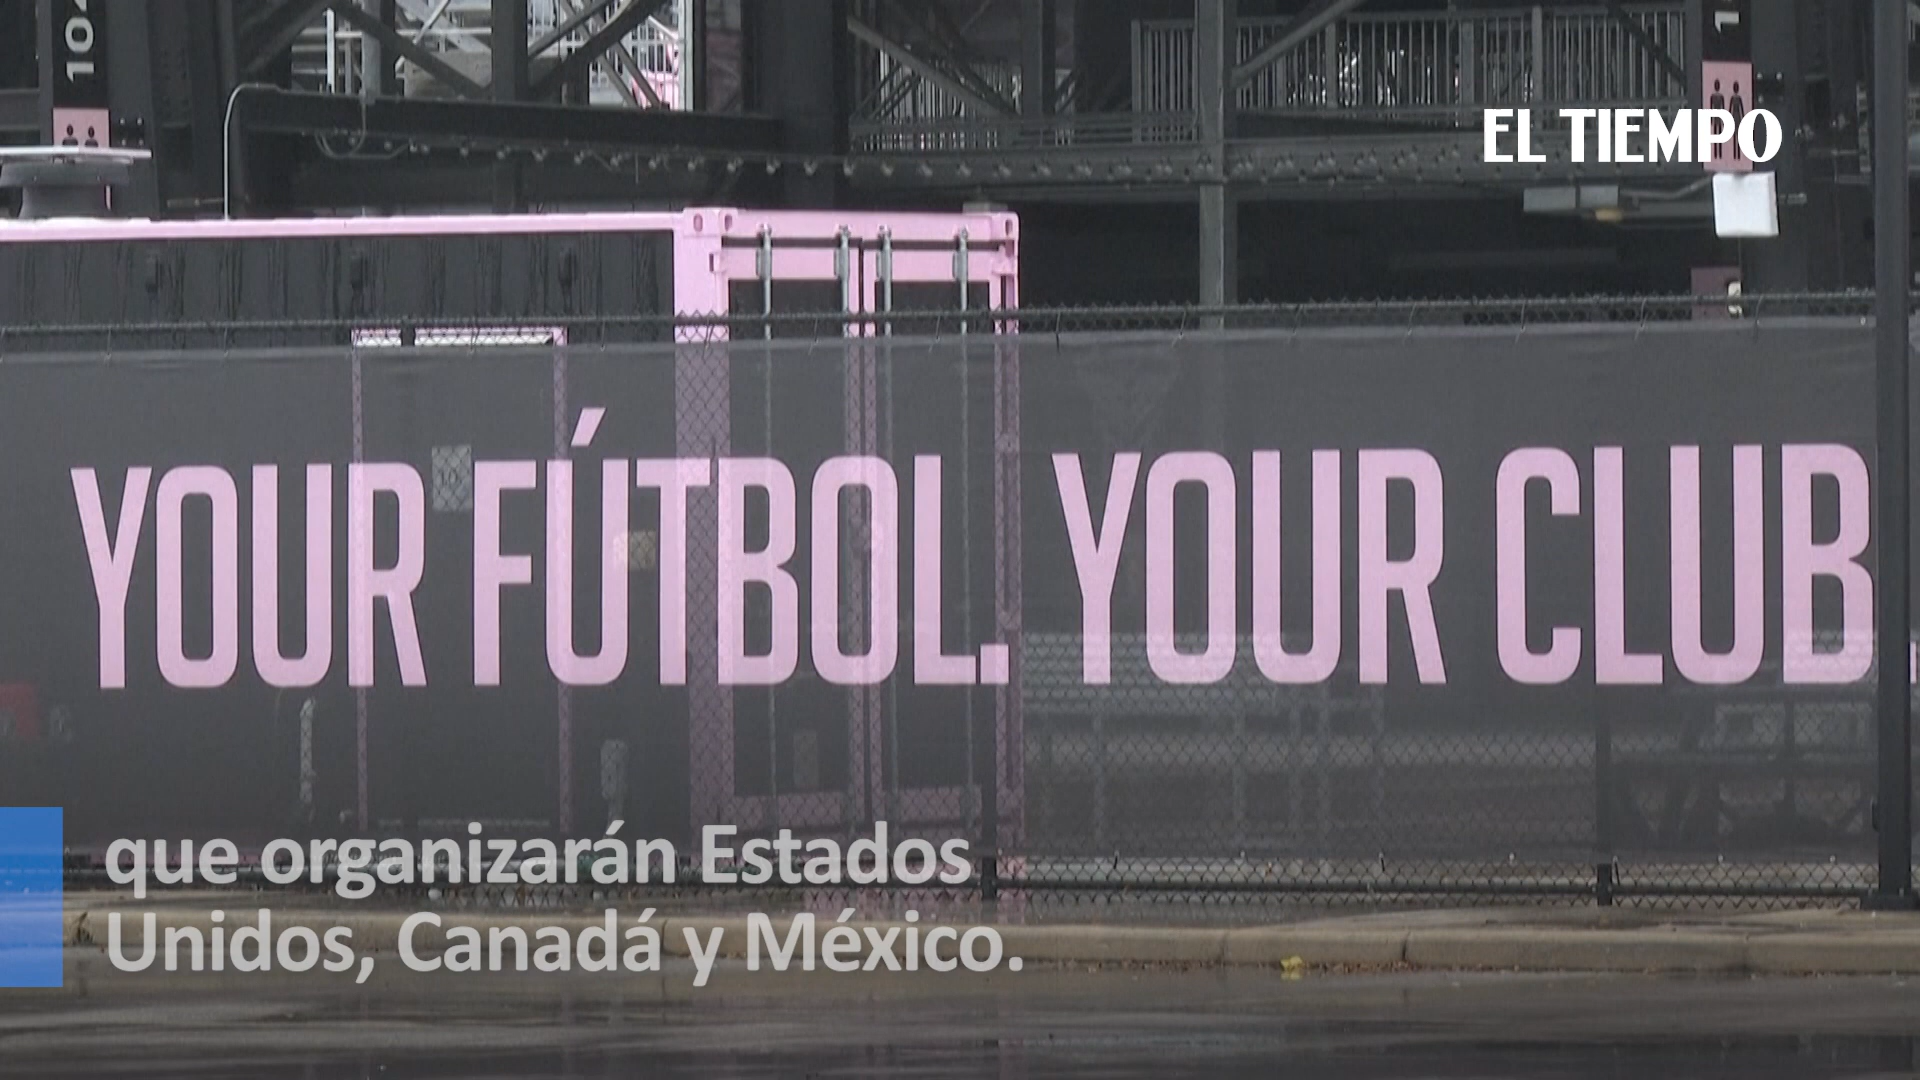 EL TIEMPO
YOUR FÚTBOL. YOUR CLUB.
que organizarán Estados
Unidos, Canadá y México.